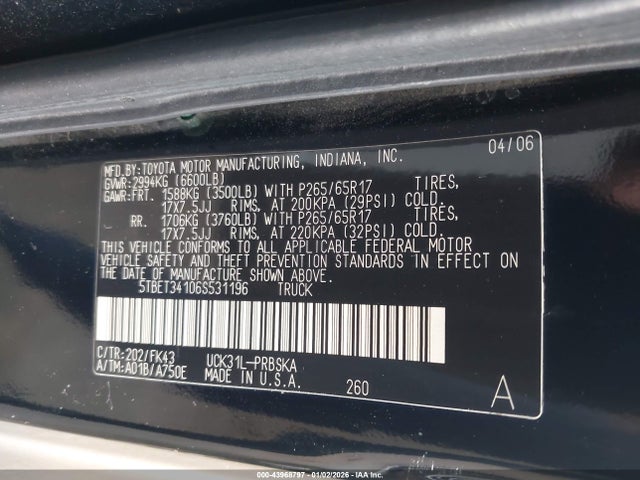 MFD.BY: TOYOTA MOTOR MANUFACTURING, INDIANA, INC. 04/06
GVWR: 2994KG (6600LB)
GAWR: FRT. 1588KG (3500LB) WITH P265/65R17 TIRES,
17X7.5JJ RIMS, AT 200KPA (29PSI) COLD.
RR. 1706KG (3760LB) WITH P265/65R17 TIRES,
17X7.5JJ RIMS, AT 220KPA (32PSI) COLD.
THIS VEHICLE CONFORMS TO ALL APPLICABLE FEDERAL MOTOR
VEHICLE SAFETY AND THEFT PREVENTION STANDARDS IN EFFECT ON
THE DATE OF MANUFACTURE SHOWN ABOVE.
5TBET34106S531196 TRUCK
C/TR: 202/FK43 UCK31L-PRBSKA
A/TM: A01B/A750E MADE IN U.S.A. 260 A
000-43968797 - 01/02/2026 - IAA Inc.